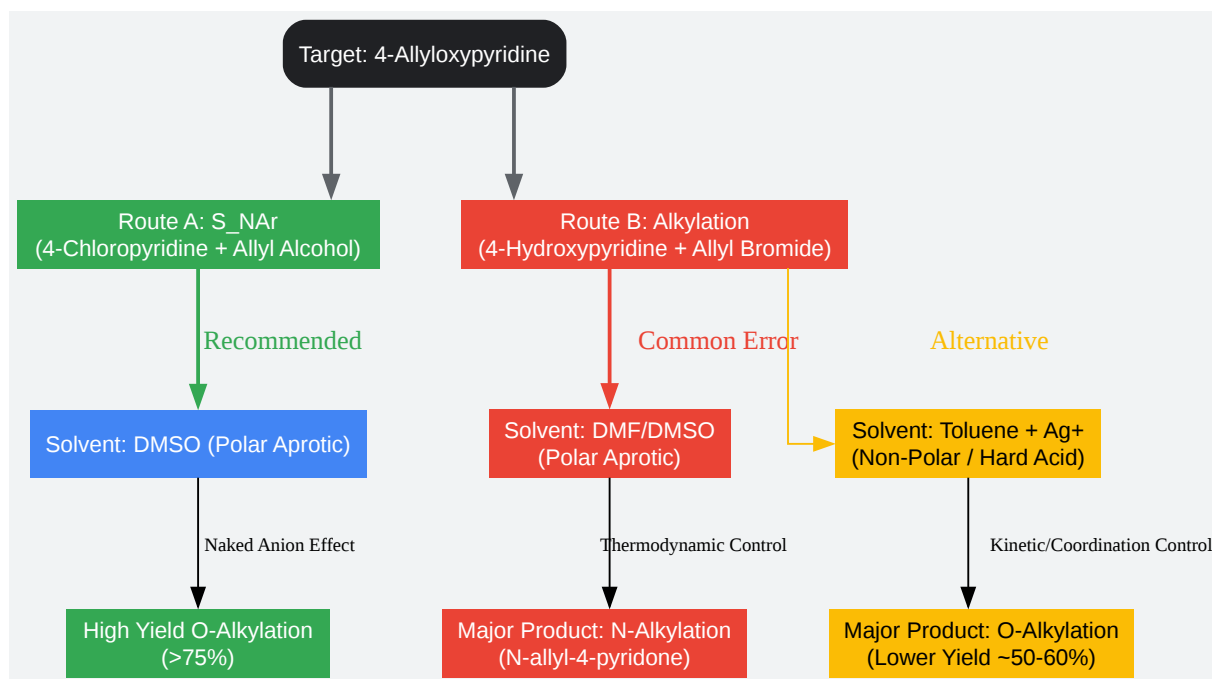 Target: 4-Allyloxypyridine
Route A: S_NAr
(4-Chloropyridine + Allyl Alcohol)
Route B: Alkylation
(4-Hydroxypyridine + Allyl Bromide)
Recommended
Common Error
Alternative
Solvent: DMSO (Polar Aprotic)
Solvent: DMF/DMSO
(Polar Aprotic)
Solvent: Toluene + Ag+
(Non-Polar / Hard Acid)
Naked Anion Effect
Thermodynamic Control
Kinetic/Coordination Control
High Yield O-Alkylation
(>75%)
Major Product: N-Alkylation
(N-allyl-4-pyridone)
Major Product: O-Alkylation
(Lower Yield ~50-60%)